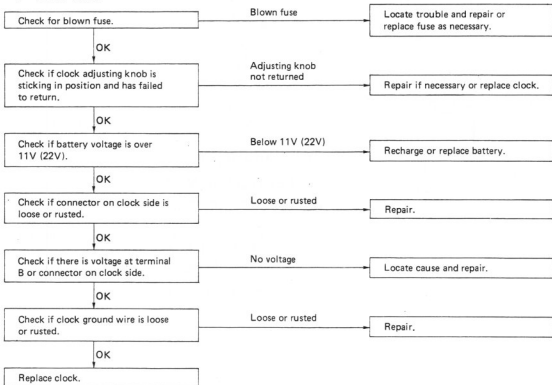 Check for blown fuse.
Blown fuse
Locate trouble and repair or
replace fuse as necessary.
OK
Check if clock adjusting knob is
sticking in position and has failed
to return.
Adjusting knob
not returned
Repair if necessary or replace clock.
OK
Check if battery voltage is over
11V (22V).
Below 11V (22V)
Recharge or replace battery.
OK
Check if connector on clock side is
loose or rusted.
Loose or rusted
Repair.
OK
Check if there is voltage at terminal
B or connector on clock side.
No voltage
Locate cause and repair.
OK
Check if clock ground wire is loose
or rusted.
Loose or rusted
Repair.
OK
Replace clock.